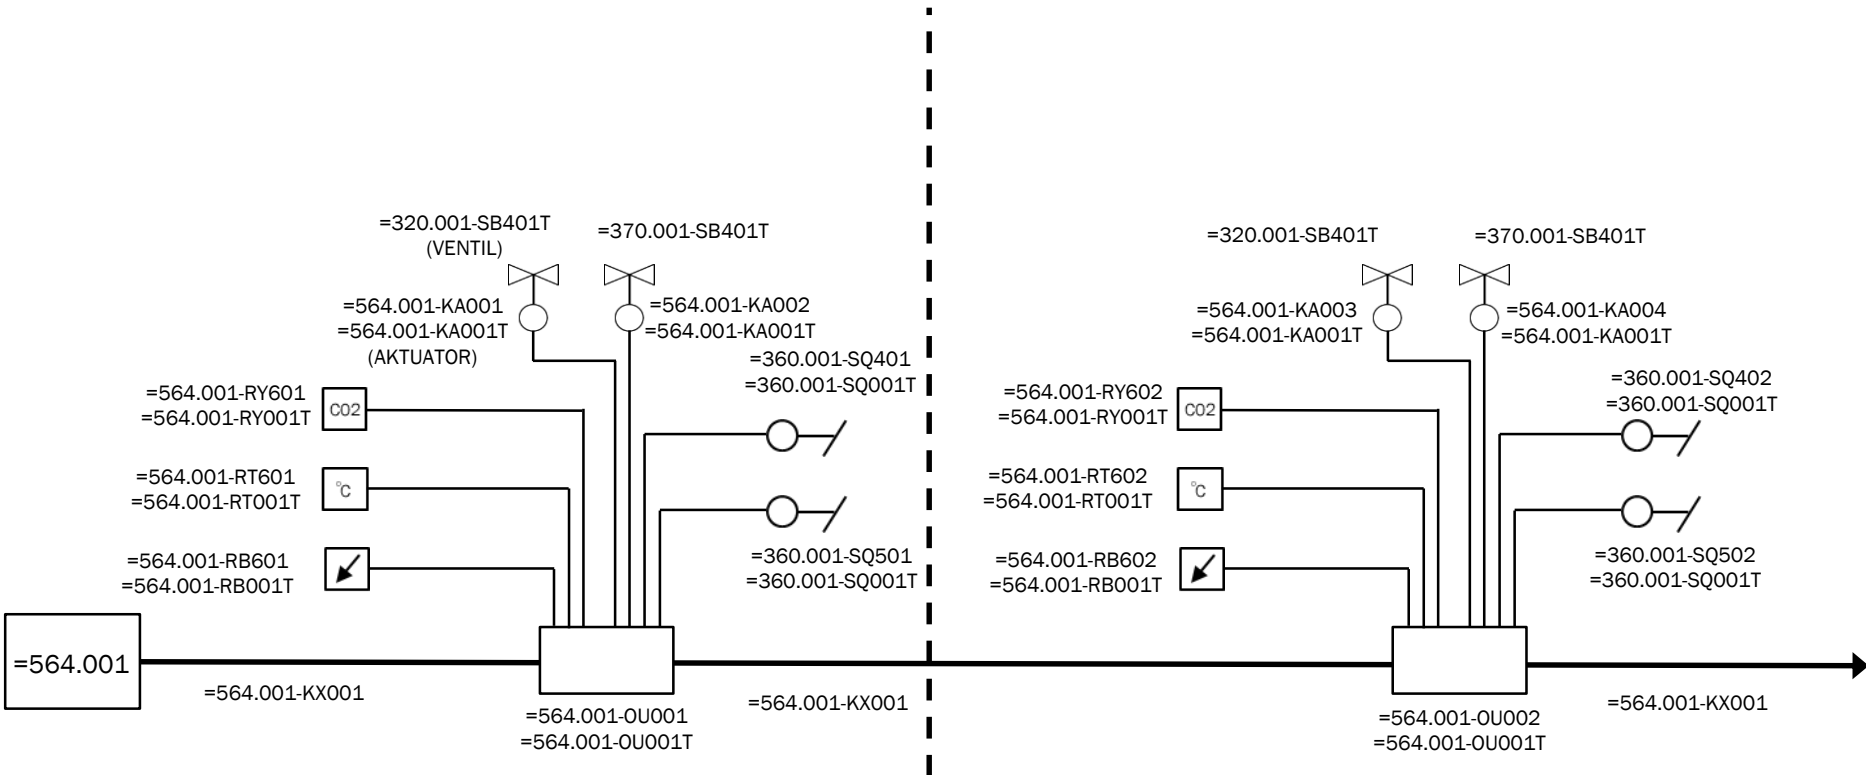 =320.001-SB401T
(VENTIL)
=370.001-SB401T
=564.001-KA001
=564.001-KA001T
(AKTUATOR)
=564.001-KA002
=564.001-KA001T
=360.001-SQ401
=360.001-SQ001T
=564.001-RY601
=564.001-RY001T
CO2
=564.001-RT601
=564.001-RT001T
°C
=564.001-RB601
=564.001-RB001T
=360.001-SQ501
=360.001-SQ001T
=564.001
=564.001-KX001
=564.001-OU001
=564.001-OU001T
=564.001-KX001
=320.001-SB401T
=370.001-SB401T
=564.001-KA003
=564.001-KA001T
=564.001-KA004
=564.001-KA001T
=360.001-SQ402
=360.001-SQ001T
=564.001-RY602
=564.001-RY001T
CO2
=564.001-RT602
=564.001-RT001T
°C
=564.001-RB602
=564.001-RB001T
=360.001-SQ502
=360.001-SQ001T
=564.001-OU002
=564.001-OU001T
=564.001-KX001